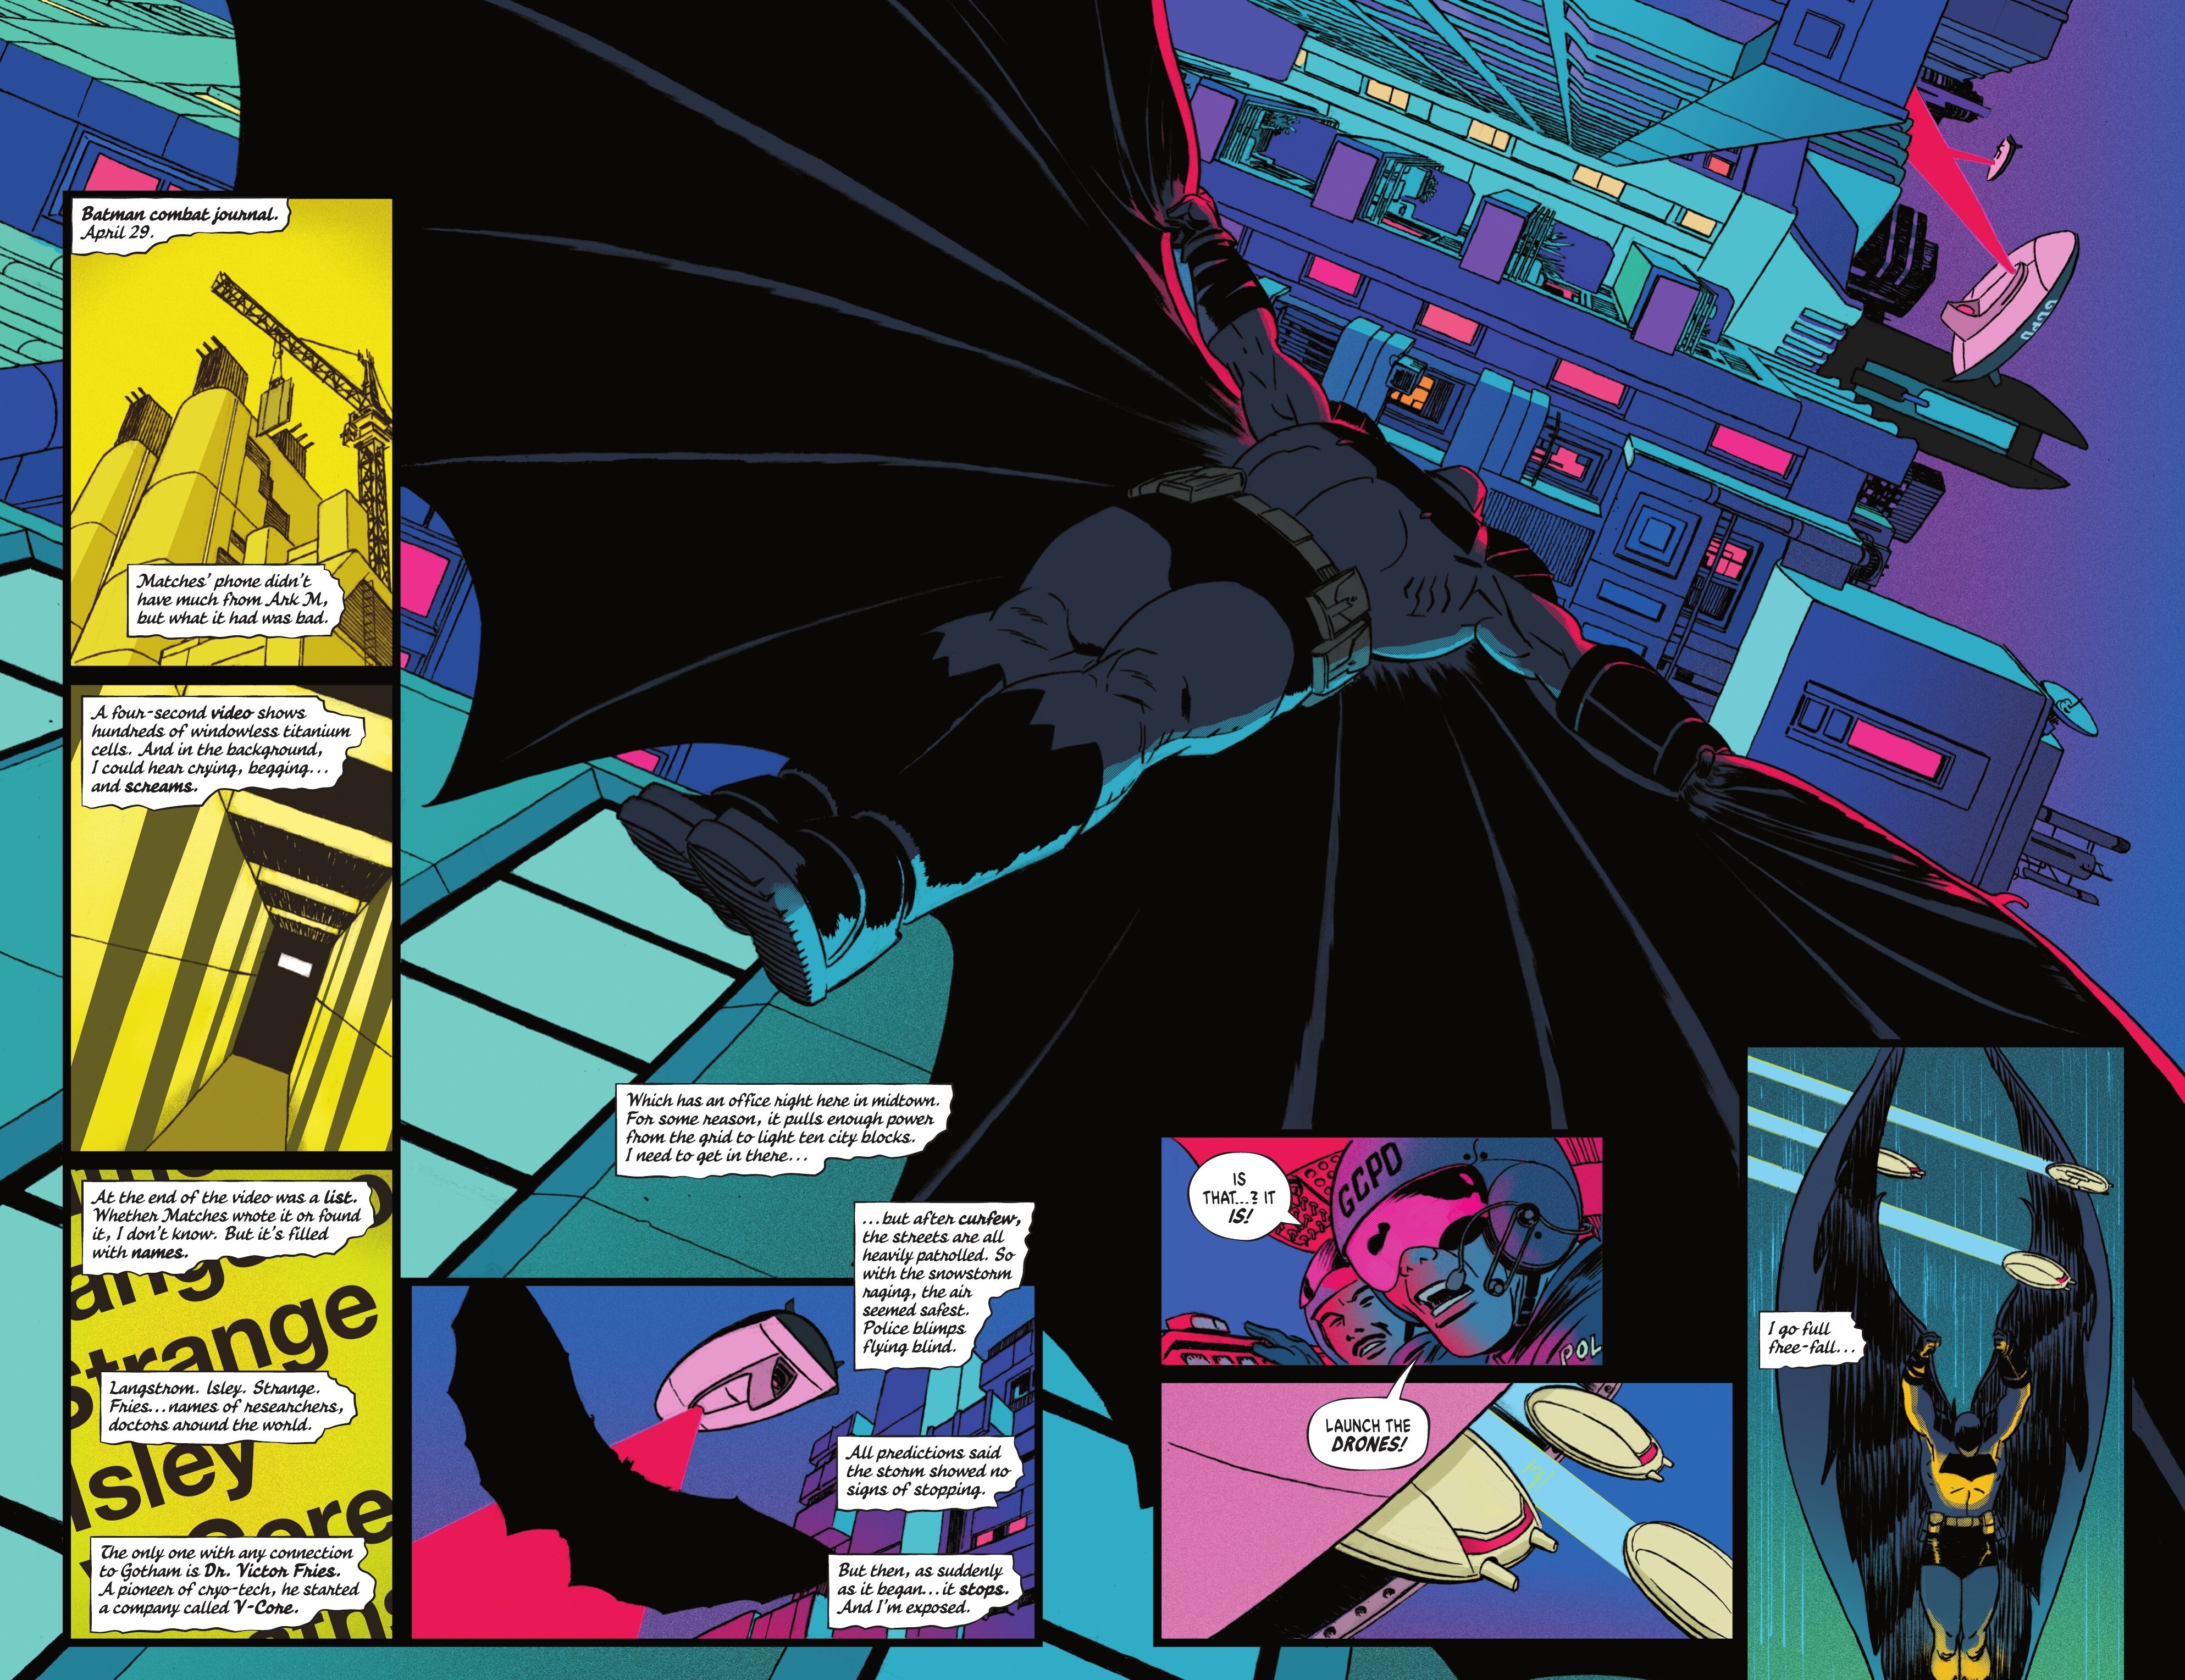 Batman combat journal.
April 29.
Matches' phone didn't
have much from Ark M,
but what it had was bad.
A four-second video shows
hundreds of windowless titanium
cells. And in the background,
I could hear crying, begging...
and screams.
At the end of the video was a list.
Whether Matches wrote it or found
it, I don't know. But it's filled
with names.
Strange
Langstrom. Isley. Strange.
Fries...names of researchers,
doctors around the world.
Isley
The only one with any connection
to Gotham is Dr. Victor Fries.
A pioneer of cryo-tech, he started
a company called V-Core.
Which has an office right here in midtown.
For some reason, it pulls enough power
from the grid to light ten city blocks.
I need to get in there...
...but after curfew,
the streets are all
heavily patrolled. So
with the snowstorm
raging, the air
seemed safest.
Police blimps
flying blind.
All predictions said
the storm showed no
signs of stopping.
But then, as suddenly
as it began...it stops.
And I'm exposed.
GCPD
IS
THAT...? IT
IS!
GCPD
POL
LAUNCH THE
DRONES!
I go full
free-fall...